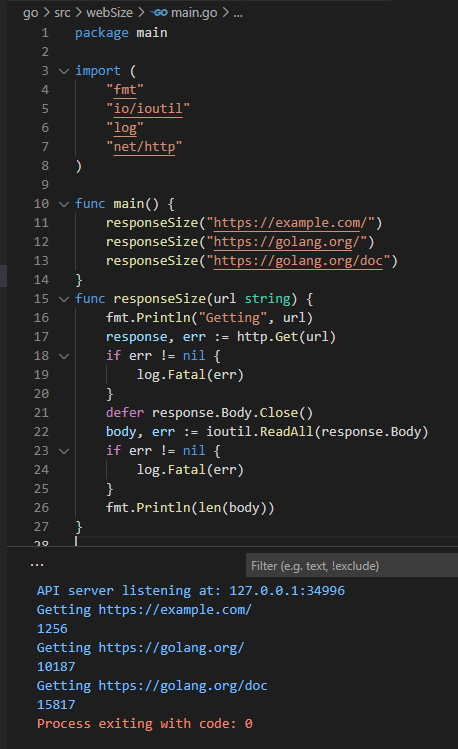 go > src > webSize > GO main.go > ...
1 package main
2
3 import (
4 "fmt"
5 "io/ioutil"
6 "log"
7 "net/http"
8 )
9
10 func main() {
11 responseSize("https://example.com/")
12 responseSize("https://golang.org/")
13 responseSize("https://golang.org/doc")
14 }
15 func responseSize(url string) {
16 fmt.Println("Getting", url)
17 response, err := http.Get(url)
18 if err != nil {
19 log.Fatal(err)
20 }
21 defer response.Body.Close()
22 body, err := ioutil.ReadAll(response.Body)
23 if err != nil {
24 log.Fatal(err)
25 }
26 fmt.Println(len(body))
27 }
28
... Filter (e.g. text, !exclude)
API server listening at: 127.0.0.1:34996
Getting https://example.com/
1256
Getting https://golang.org/
10187
Getting https://golang.org/doc
15817
Process exiting with code: 0